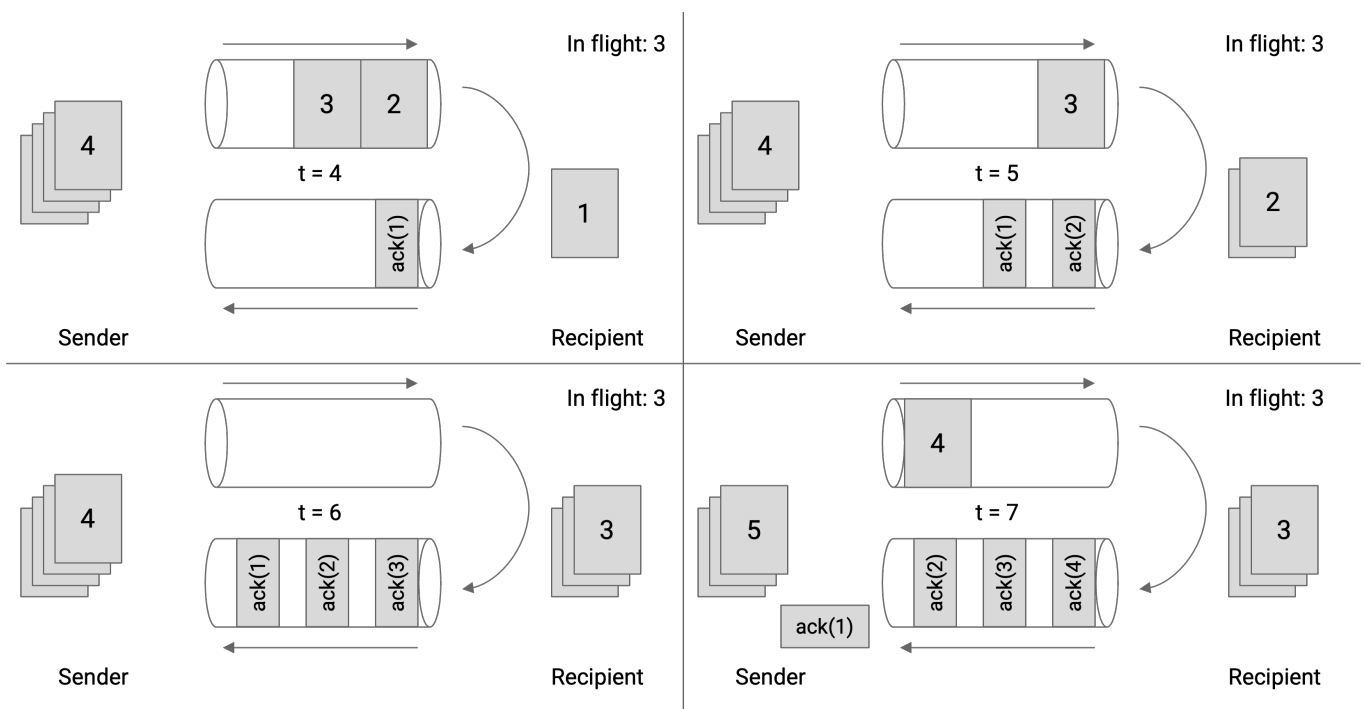 In flight: 3
3 2
4
t = 4
1
ack(1)
Sender
Recipient
In flight: 3
3
4
t = 5
2
ack(1) ack(2)
Sender
Recipient
In flight: 3
4
t = 6
3
ack(1) ack(2) ack(3)
Sender
Recipient
In flight: 3
4
5
t = 7
3
ack(2) ack(3) ack(4)
ack(1)
Sender
Recipient